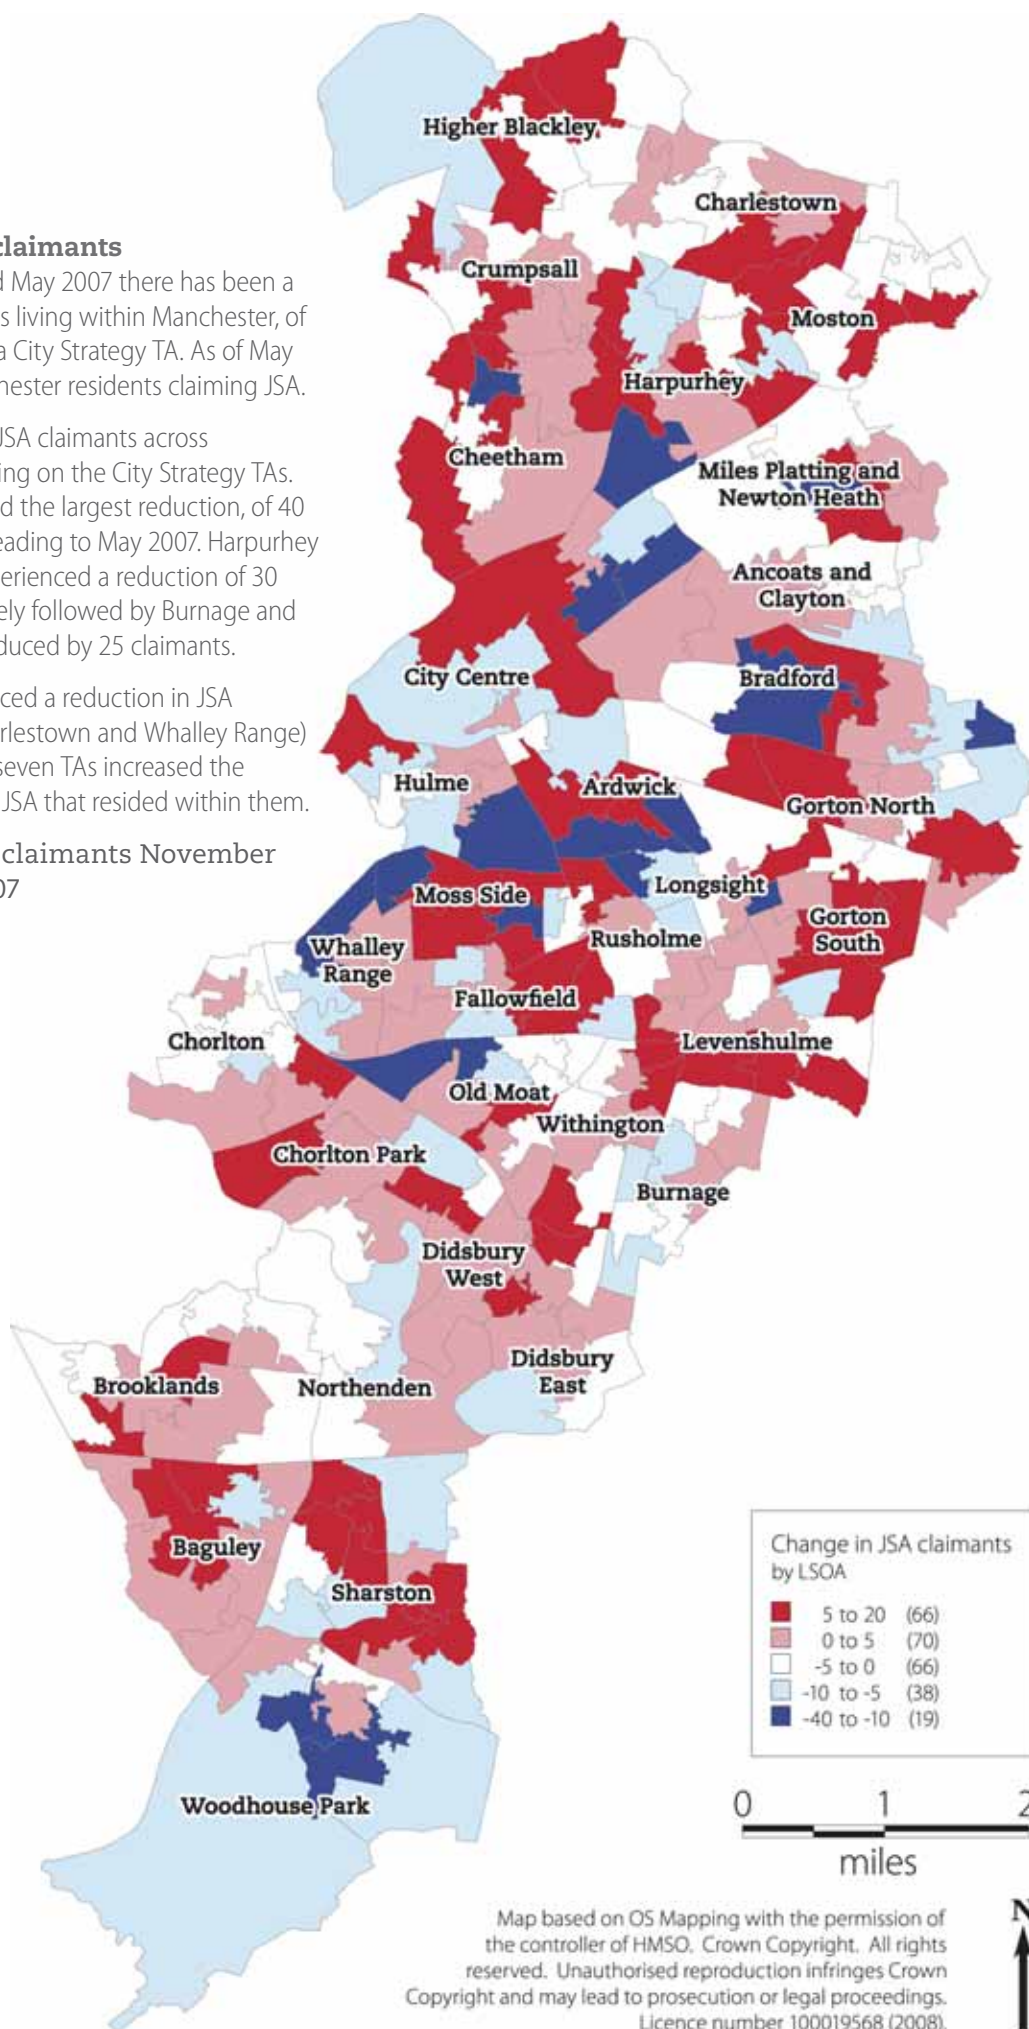 claimants
May 2007 there has been a
s living within Manchester, of
a City Strategy TA. As of May
hester residents claiming JSA.
JSA claimants across
ing on the City Strategy TAs.
d the largest reduction, of 40
eading to May 2007. Harpurhey
perienced a reduction of 30
ely followed by Burnage and
duced by 25 claimants.
ced a reduction in JSA
rlestown and Whalley Range)
seven TAs increased the
JSA that resided within them.
claimants November
07
Higher Blackley
Charlestown
Crumpsall
Moston
Harpurhey
Cheetham
Miles Platting and
Newton Heath
Ancoats and
Clayton
City Centre
Bradford
Hulme
Ardwick
Gorton North
Moss Side
Longsight
Gorton
South
Rusholme
Whalley
Range
Fallowfield
Chorlton
Levenshulme
Old Moat
Withington
Chorlton Park
Burnage
Didsbury
West
Didsbury
East
Brooklands
Northenden
Baguley
Sharston
Woodhouse Park
Change in JSA claimants
by LSOA
5 to 20 (66)
0 to 5 (70)
-5 to 0 (66)
-10 to -5 (38)
-40 to -10 (19)
0 1 2
miles
N
Map based on OS Mapping with the permission of
the controller of HMSO. Crown Copyright. All rights
reserved. Unauthorised reproduction infringes Crown
Copyright and may lead to prosecution or legal proceedings.
Licence number 100019568 (2008).